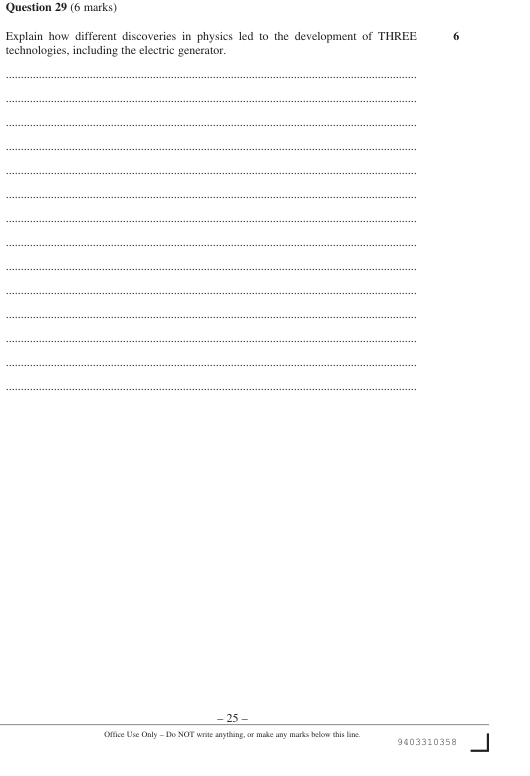 Question 29 (6 marks)
Explain how different discoveries in physics led to the development of THREE 6
technologies, including the electric generator.
– 25 –
Office Use Only – Do NOT write anything, or make any marks below this line.
9403310358